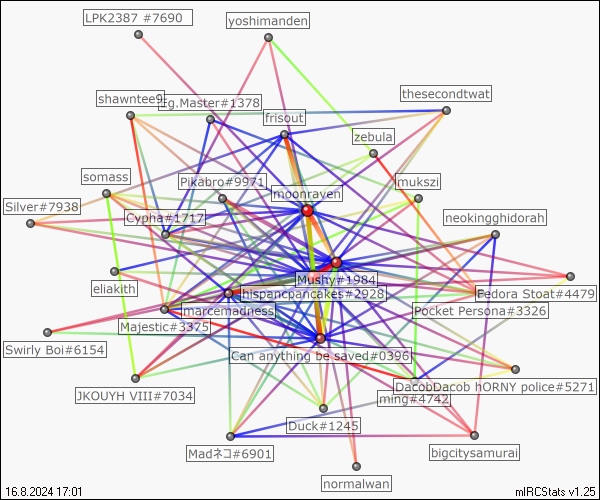 LPK2387 #7690
yoshimanden
thesecondtwat
shawntee9
Eg.Master#1378
frisout
zebula
somass
Pikabro#9971
moonraven
lmukszi
Silver#7938
Cypha#1717
neokingghidorah
eliakith
Mushy#1984
hispancpancakes#2928
Fedora Stoat#4479
marcemadness
Pocket Persona#3326
Majestic#3375
Swirly Boi#6154
Can anything be saved#0396
JKOUYH VIII#7034
DacobDacob hORNY police#5271
ming#4742
Duck#1245
Madネコ#6901
bigcitysamurai
normalwan
16.8.2024 17:01
mIRCStats v1.25